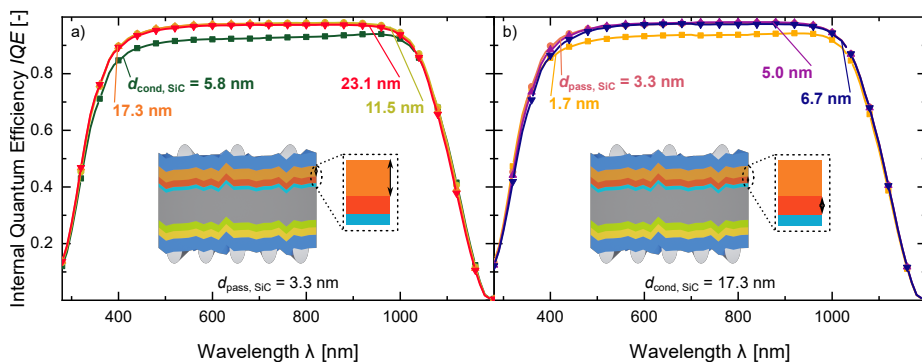 Internal Quantum Efficiency IQE [-]
a)
0.8
0.6
0.4
0.2
d_cond, SiC = 5.8 nm
17.3 nm
23.1 nm
11.5 nm
d_pass, SiC = 3.3 nm
400 600 800 1000
Wavelength λ [nm]
b)
d_pass, SiC = 3.3 nm
1.7 nm
5.0 nm
6.7 nm
d_cond, SiC = 17.3 nm
400 600 800 1000
Wavelength λ [nm]